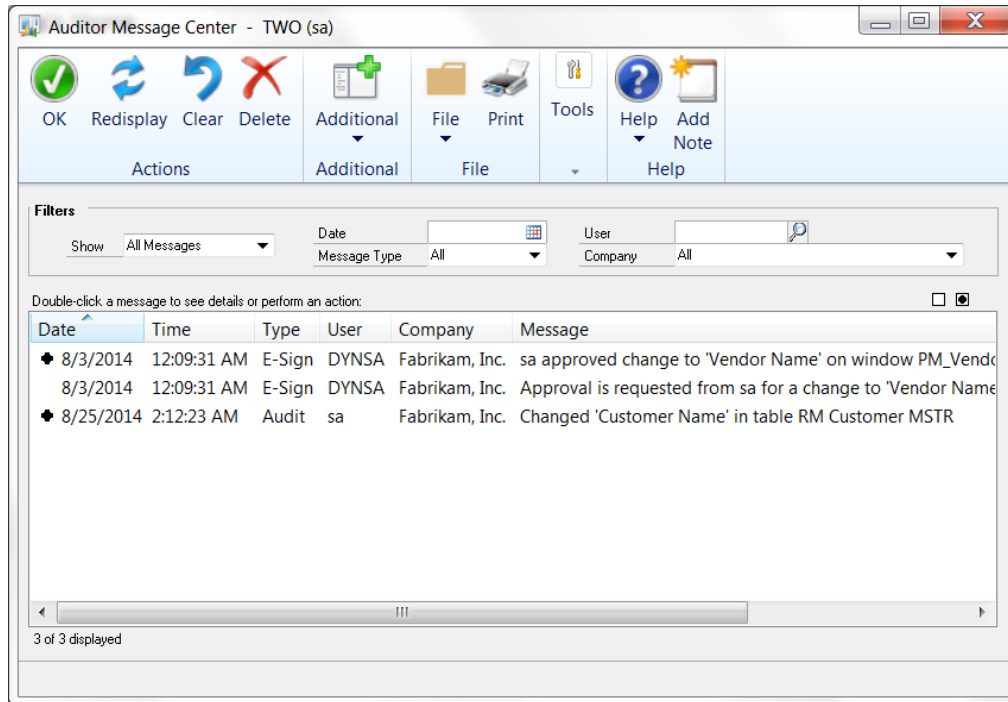 Auditor Message Center - TWO (sa)
OK Redisplay Clear Delete Additional File Print Tools Help Add Note
Actions Additional File Help
Filters
Show All Messages Date User
Message Type All Company All
Double-click a message to see details or perform an action:
Date Time Type User Company Message
8/3/2014 12:09:31 AM E-Sign DYNSA Fabrikam, Inc. sa approved change to 'Vendor Name' on window PM_Vendo
8/3/2014 12:09:31 AM E-Sign DYNSA Fabrikam, Inc. Approval is requested from sa for a change to 'Vendor Name
8/25/2014 2:12:23 AM Audit sa Fabrikam, Inc. Changed 'Customer Name' in table RM Customer MSTR
3 of 3 displayed